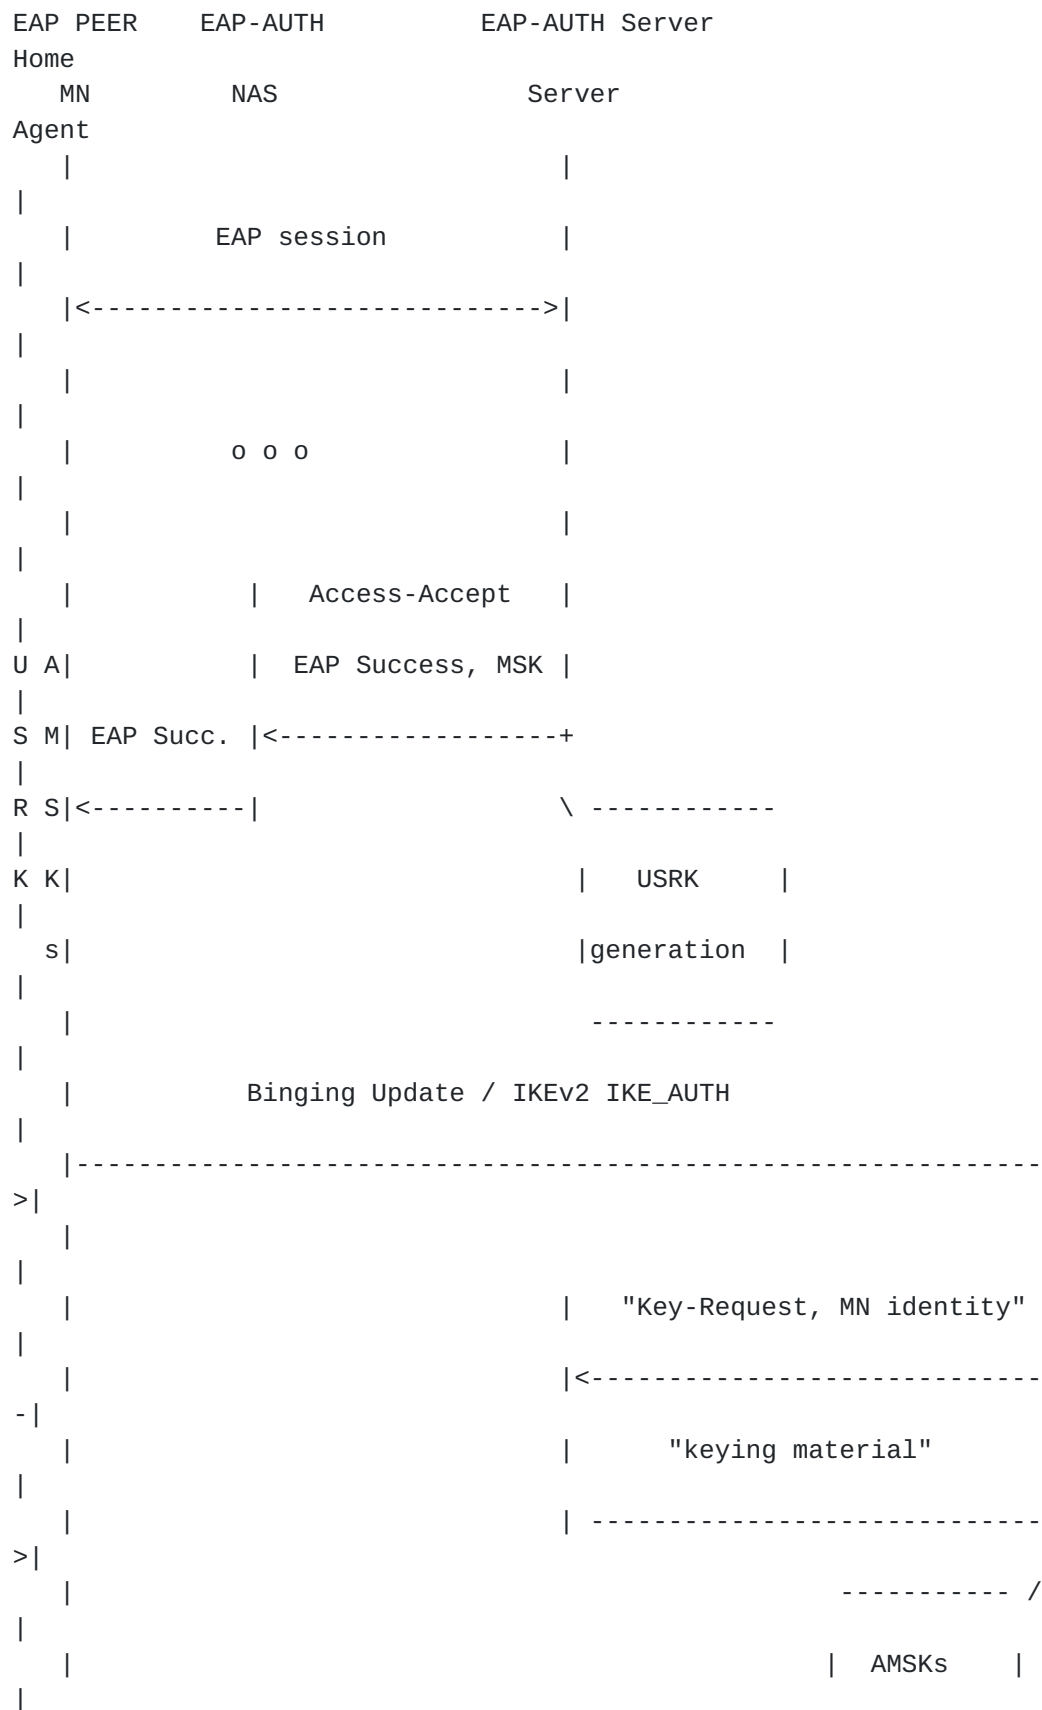 EAP PEER    EAP-AUTH          EAP-AUTH Server
Home
   MN         NAS                Server
Agent
   |                               |
|
   |         EAP session           |
|
   |<----------------------------->|
|
   |                               |
|
   |          o o o                |
|
   |                               |
|
   |           |   Access-Accept   |
|
U A|           |  EAP Success, MSK |
|
S M| EAP Succ. |<------------------+
|
R S|<----------|                   \ ------------
|
K K|                                |   USRK     |
|
  s|                                |generation  |
|
   |                                 ------------
|
   |           Binging Update / IKEv2 IKE_AUTH
|
   |--------------------------------------------------------------
>|
   |
|
   |                               |   "Key-Request, MN identity"
|
   |                               |<-----------------------------
-|
   |                               |      "keying material"
|
   |                               | -----------------------------
>|
   |                                                 ----------- /
|
   |                                                |  AMSKs    |
|